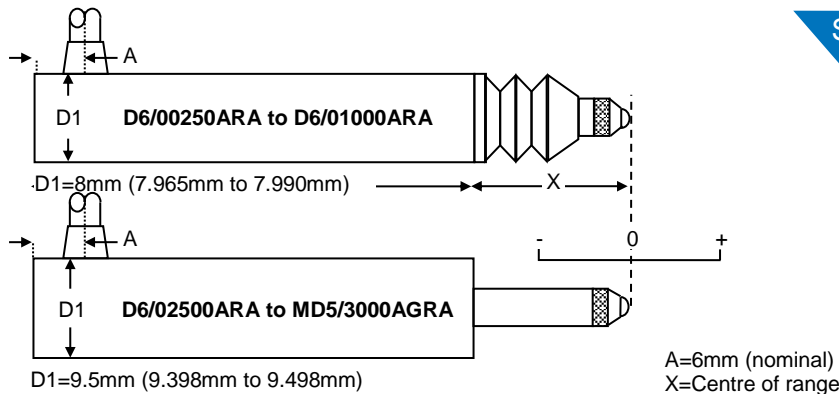 S
A
D1
D6/00250ARA to D6/01000ARA
D1=8mm (7.965mm to 7.990mm)
X
A
- 0 +
D1
D6/02500ARA to MD5/3000AGRA
D1=9.5mm (9.398mm to 9.498mm)
A=6mm (nominal)
X=Centre of range